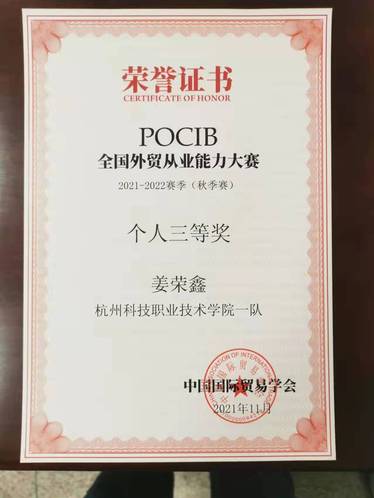 荣誉证书
CERTIFICATE OF HONOR
POCIB
全国外贸从业能力大赛
2021-2022赛季（秋季赛）
个人三等奖
姜荣鑫
杭州科技职业技术学院一队
中国国际贸易学会
2021年11月